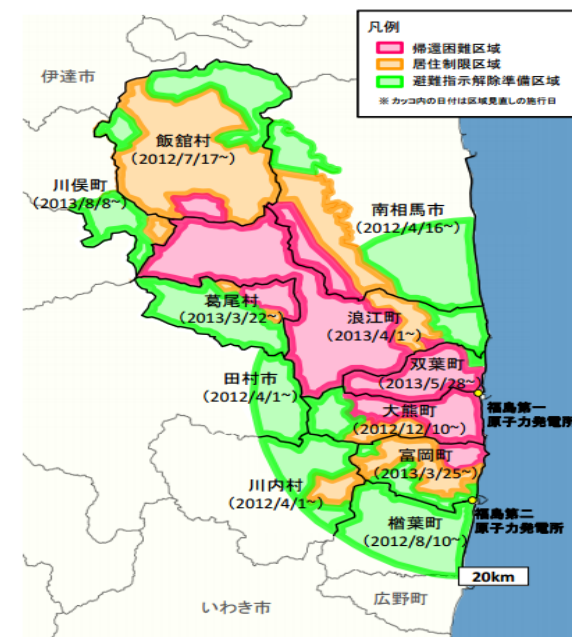 凡例
帰還困難区域
居住制限区域
避難指示解除準備区域
※ カッコ内の日付は区域見直しの施行日
伊達市
飯舘村
(2012/7/17~)
川俣町
(2013/8/8~)
南相馬市
(2012/4/16~)
葛尾村
(2013/3/22~)
浪江町
(2013/4/1~)
双葉町
(2013/5/28~)
田村市
(2012/4/1~)
大熊町
(2012/12/10~)
福島第一
原子力発電所
富岡町
(2013/3/25~)
川内村
(2012/4/1~)
福島第二
原子力発電所
楢葉町
(2012/8/10~)
20km
いわき市
広野町